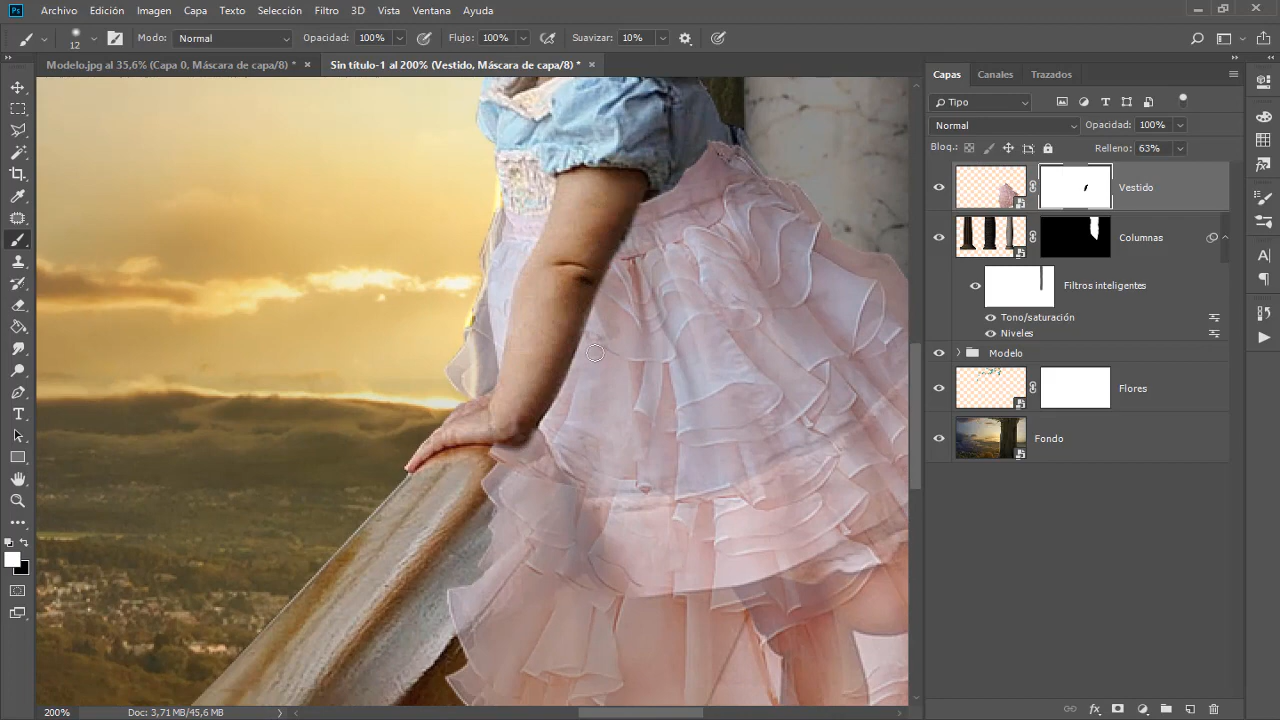 Ps Archivo Edición Imagen Capa Texto Selección Filtro 3D Vista Ventana Ayuda
12 Modo: Normal Opacidad: 100% Flujo: 100% Suavizar: 10%
Modelo.jpg al 35,6% (Capa 0, Máscara de capa/8) * × Sin título-1 al 200% (Vestido, Máscara de capa/8) * ×
Capas Canales Trazados
Tipo
Normal Opacidad: 100%
Bloq.: Relleno: 63%
Vestido
Columnas
Filtros inteligentes
Tono/saturación
Niveles
Modelo
Flores
Fondo
200% Doc: 3,71 MB/45,6 MB